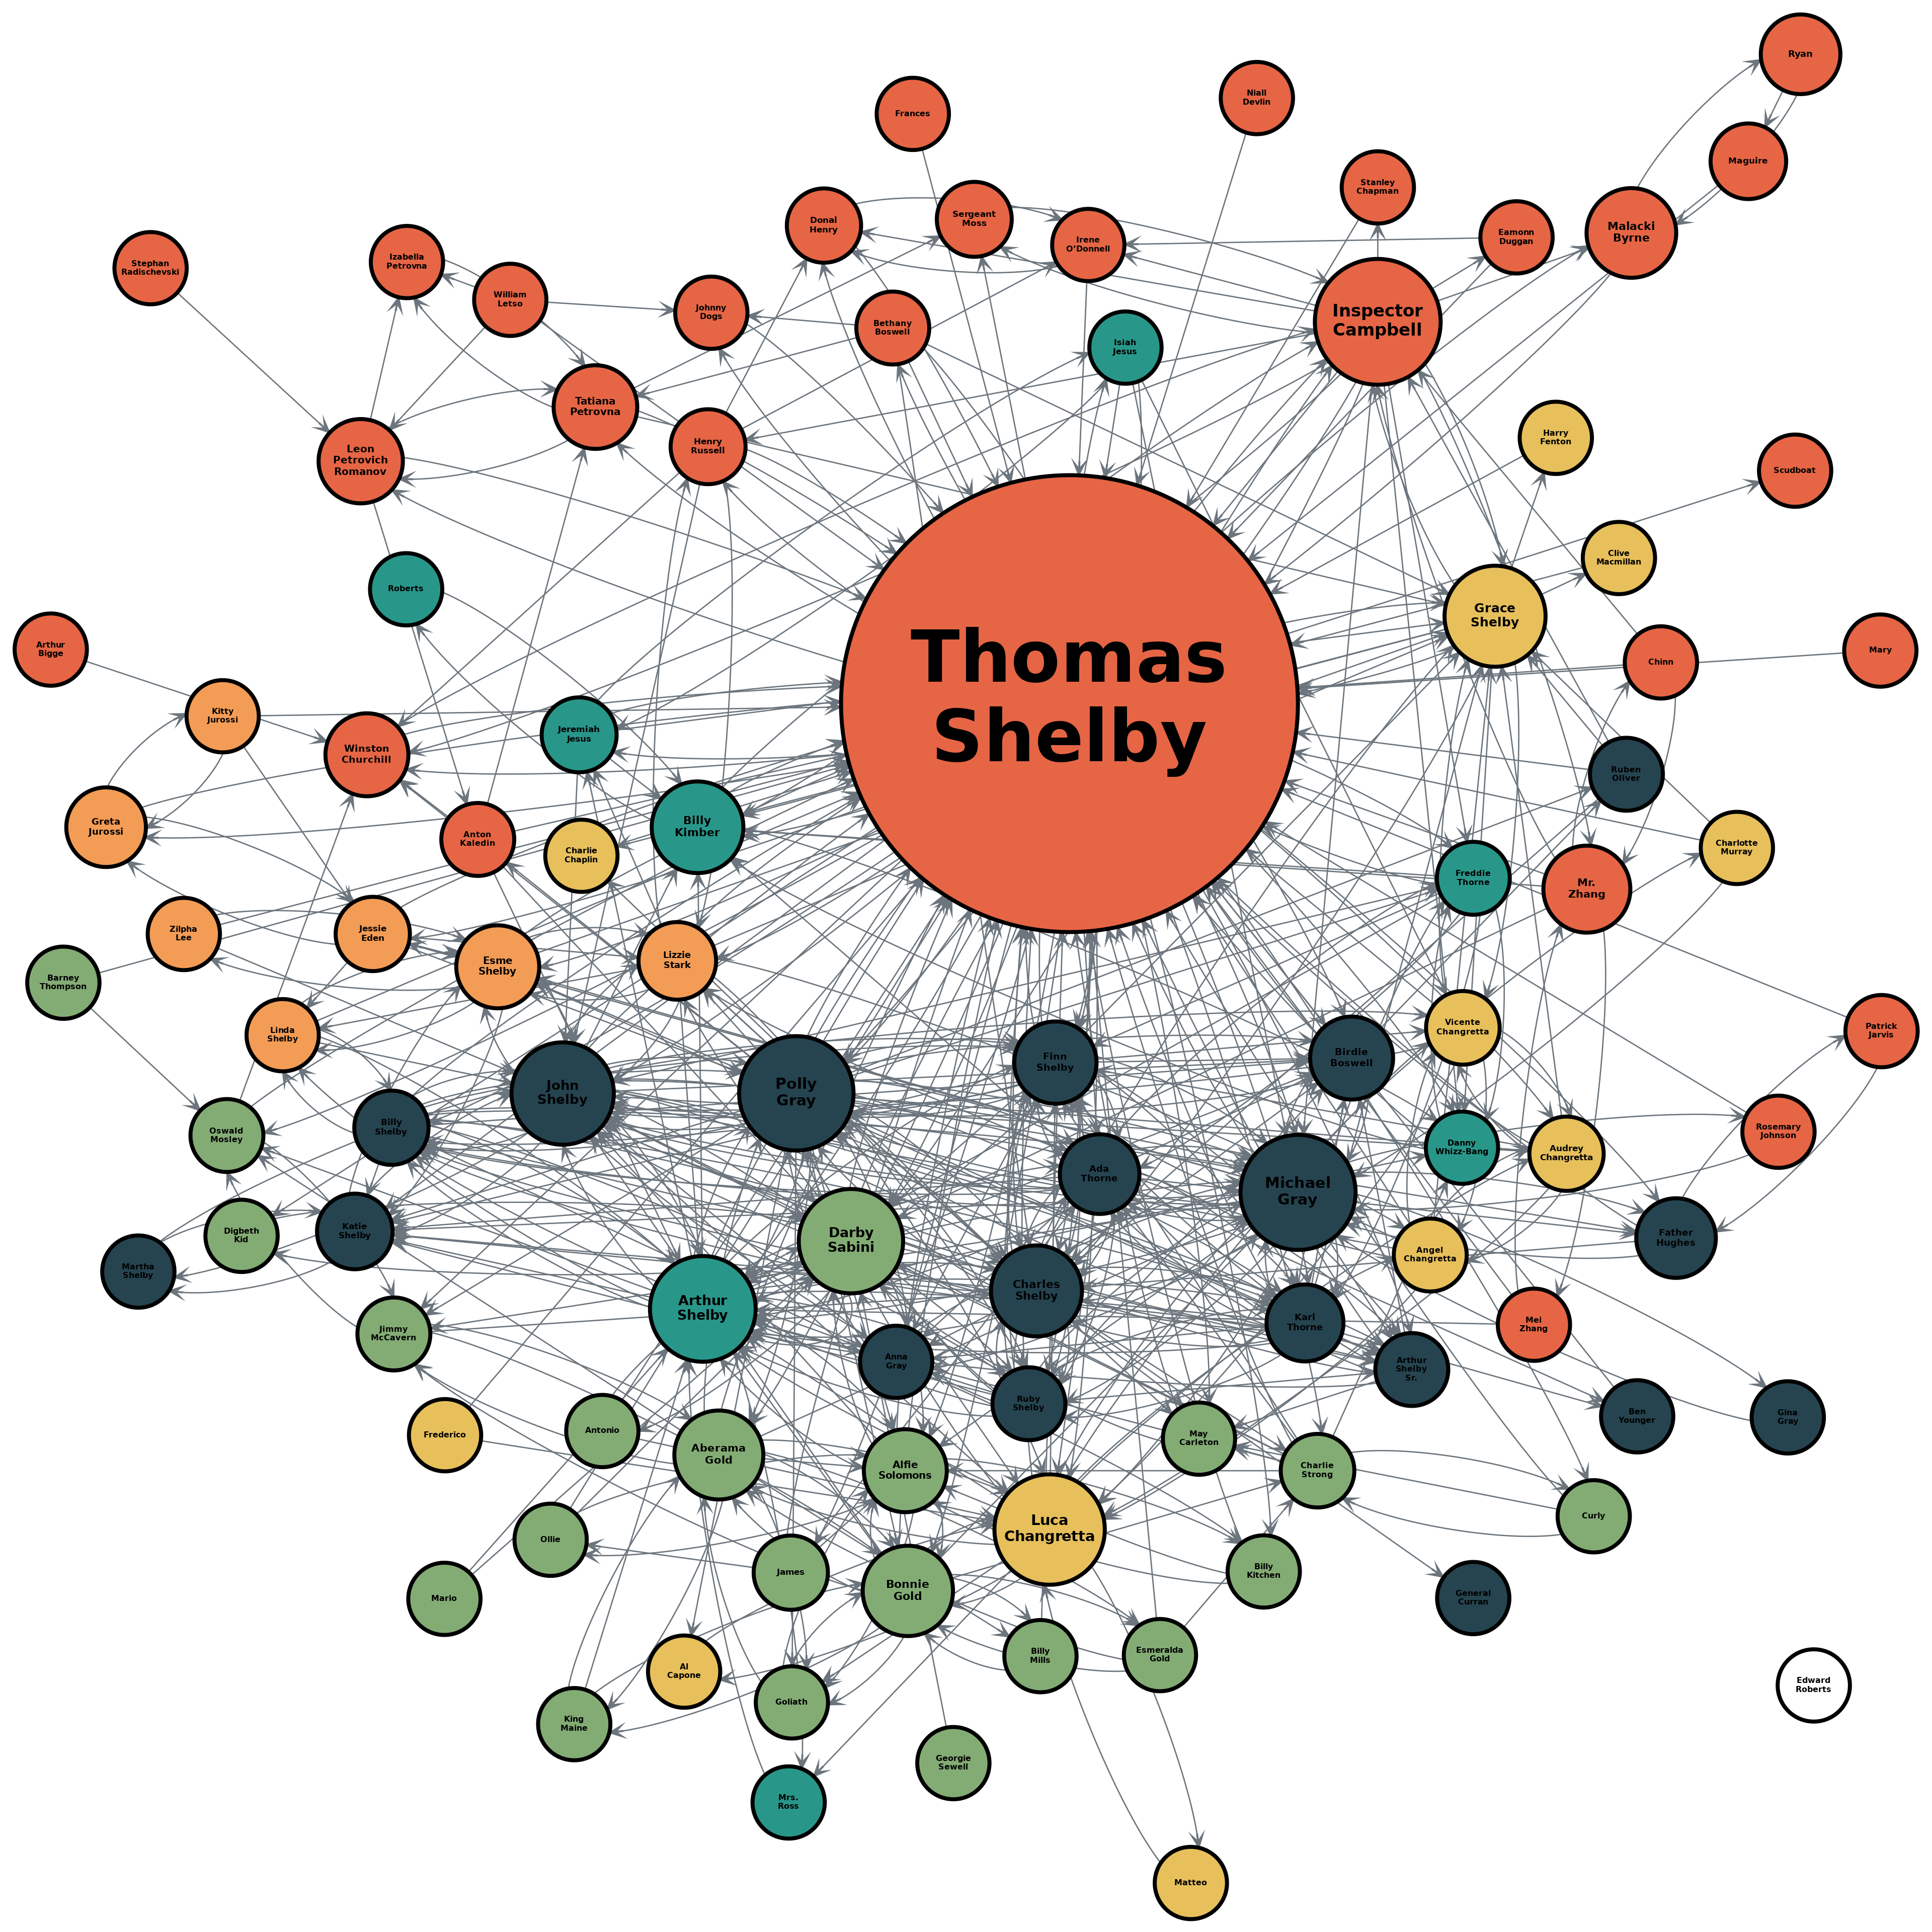 Ryan
Niall
Devlin
Frances
Maguire
Stanley
Chapman
Sergeant
Moss
Donal
Henry
Malacki
Byrne
Eamonn
Duggan
Irene
O'Donnell
Izabella
Petrovna
Stephan
Radischevski
William
Letso
Johnny
Dogs
Inspector
Campbell
Bethany
Boswell
Isiah
Jesus
Tatiana
Petrovna
Harry
Fenton
Henry
Russell
Leon
Petrovich
Romanov
Scudboat
Clive
Macmillan
Roberts
Grace
Shelby
Arthur
Bigge
Mary
Chinn
Thomas
Shelby
Kitty
Jurossi
Jeremiah
Jesus
Winston
Churchill
Ruben
Oliver
Greta
Jurossi
Billy
Kimber
Anton
Kaledin
Charlie
Chaplin
Charlotte
Murray
Freddie
Thorne
Mr.
Zhang
Zilpha
Lee
Jessie
Eden
Lizzie
Stark
Esme
Shelby
Barney
Thompson
Linda
Shelby
Vicente
Changretta
Patrick
Jarvis
Finn
Shelby
Birdie
Boswell
John
Shelby
Polly
Gray
Billy
Shelby
Oswald
Mosley
Rosemary
Johnson
Danny
Whizz-Bang
Audrey
Changretta
Ada
Thorne
Michael
Gray
Katie
Shelby
Digbeth
Kid
Darby
Sabini
Father
Hughes
Angel
Changretta
Martha
Shelby
Charles
Shelby
Arthur
Shelby
Karl
Thorne
Mei
Zhang
Jimmy
McCavern
Anna
Gray
Arthur
Shelby
Sr.
Ruby
Shelby
Ben
Younger
Gina
Gray
Antonio
Frederico
May
Carleton
Aberama
Gold
Alfie
Solomons
Charlie
Strong
Curly
Luca
Changretta
Ollie
James
Billy
Kitchen
Bonnie
Gold
Mario
General
Curran
Billy
Mills
Esmeralda
Gold
Al
Capone
Edward
Roberts
Goliath
King
Maine
Georgie
Sewell
Mrs.
Ross
Matteo